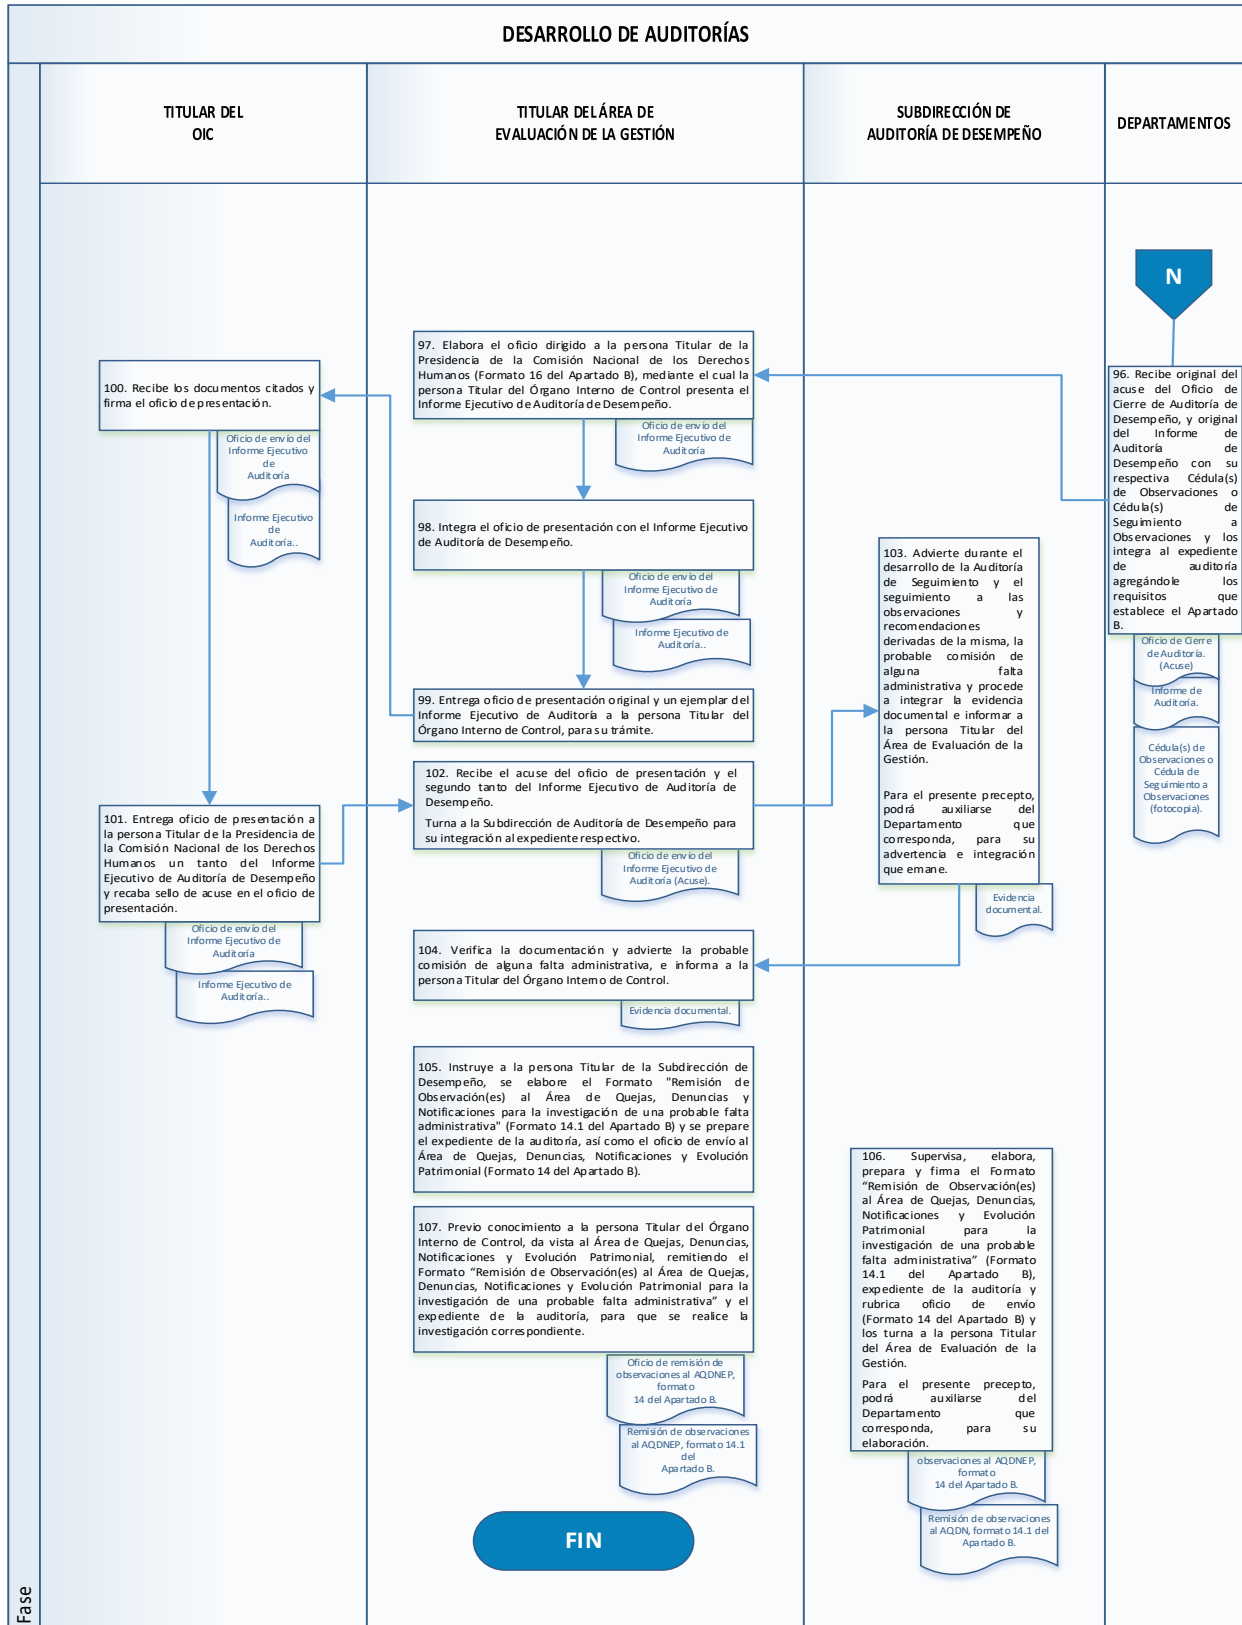 DESARROLLO DE AUDITORÍAS
TITULAR DEL
OIC
TITULAR DEL ÁREA DE
EVALUACIÓN DE LA GESTIÓN
SUBDIRECCIÓN DE
AUDITORÍA DE DESEMPEÑO
DEPARTAMENTOS
N
96. Recibe original del
acuse del Oficio de
Cierre de Auditoría de
Desempeño, y original
del Informe de
Auditoría de
Desempeño con su
respectiva Cédula(s)
de Observaciones o
Cédula(s) de
Seguimiento a
Observaciones y los
integra al expediente
de auditoría
agregándole los
requisitos que
establece el Apartado
B.
Oficio de Cierre
de Auditoría.
(Acuse)
Informe de
Auditoría.
Cédula(s) de
Observaciones o
Cédula de
Seguimiento a
Observaciones
(fotocopia).
97. Elabora el oficio dirigido a la persona Titular de la
Presidencia de la Comisión Nacional de los Derechos
Humanos (Formato 16 del Apartado B), mediante el cual la
persona Titular del Órgano Interno de Control presenta el
Informe Ejecutivo de Auditoría de Desempeño.
Oficio de envío del
Informe Ejecutivo de
Auditoría
98. Integra el oficio de presentación con el Informe Ejecutivo
de Auditoría de Desempeño.
Oficio de envío del
Informe Ejecutivo de
Auditoría
Informe Ejecutivo de
Auditoría..
99. Entrega oficio de presentación original y un ejemplar del
Informe Ejecutivo de Auditoría a la persona Titular del
Órgano Interno de Control, para su trámite.
100. Recibe los documentos citados y
firma el oficio de presentación.
Oficio de envío del
Informe Ejecutivo
de
Auditoría
Informe Ejecutivo
de
Auditoría..
101. Entrega oficio de presentación a
la persona Titular de la Presidencia de
la Comisión Nacional de los Derechos
Humanos un tanto del Informe
Ejecutivo de Auditoría de Desempeño
y recaba sello de acuse en el oficio de
presentación.
Oficio de envío del
Informe Ejecutivo de
Auditoría
Informe Ejecutivo de
Auditoría..
102. Recibe el acuse del oficio de presentación y el
segundo tanto del Informe Ejecutivo de Auditoría de
Desempeño.
Turna a la Subdirección de Auditoría de Desempeño para
su integración al expediente respectivo.
Oficio de envío del
Informe Ejecutivo de
Auditoría (Acuse).
103. Advierte durante el
desarrollo de la Auditoría
de Seguimiento y el
seguimiento a las
observaciones y
recomendaciones
derivadas de la misma, la
probable comisión de
alguna falta
administrativa y procede
a integrar la evidencia
documental e informar a
la persona Titular del
Área de Evaluación de la
Gestión.
Para el presente precepto,
podrá auxiliarse del
Departamento que
corresponda, para su
advertencia e integración
que emane.
Evidencia
documental.
104. Verifica la documentación y advierte la probable
comisión de alguna falta administrativa, e informa a la
persona Titular del Órgano Interno de Control.
Evidencia documental.
105. Instruye a la persona Titular de la Subdirección de
Desempeño, se elabore el Formato "Remisión de
Observación(es) al Área de Quejas, Denuncias y
Notificaciones para la investigación de una probable falta
administrativa" (Formato 14.1 del Apartado B) y se prepare
el expediente de la auditoría, así como el oficio de envío al
Área de Quejas, Denuncias, Notificaciones y Evolución
Patrimonial (Formato 14 del Apartado B).
106. Supervisa, elabora,
prepara y firma el Formato
“Remisión de Observación(es)
al Área de Quejas, Denuncias,
Notificaciones y Evolución
Patrimonial para la
investigación de una probable
falta administrativa” (Formato
14.1 del Apartado B),
expediente de la auditoría y
rubrica oficio de envío
(Formato 14 del Apartado B) y
los turna a la persona Titular
del Área de Evaluación de la
Gestión.
Para el presente precepto,
podrá auxiliarse del
Departamento que
corresponda, para su
elaboración.
observaciones al AQDNEP,
formato
14 del Apartado B.
Remisión de observaciones
al AQDN, formato 14.1 del
Apartado B.
107. Previo conocimiento a la persona Titular del Órgano
Interno de Control, da vista al Área de Quejas, Denuncias,
Notificaciones y Evolución Patrimonial, remitiendo el
Formato “Remisión de Observación(es) al Área de Quejas,
Denuncias, Notificaciones y Evolución Patrimonial para la
investigación de una probable falta administrativa” y el
expediente de la auditoría, para que se realice la
investigación correspondiente.
Oficio de remisión de
observaciones al AQDNEP,
formato
14 del Apartado B.
Remisión de observaciones
al AQDNEP, formato 14.1
del
Apartado B.
FIN
Fase